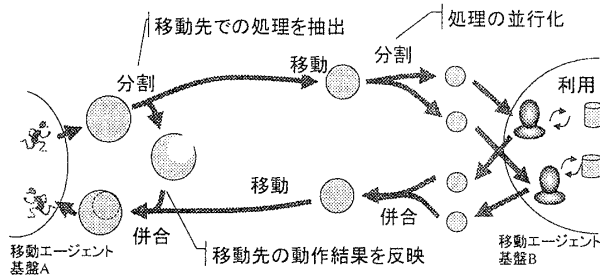 移動先での処理を抽出
処理の並行化
分割
移動
分割
利用
移動
併合
併合
移動先の動作結果を反映
移動エージェント
基盤A
移動エージェント
基盤B